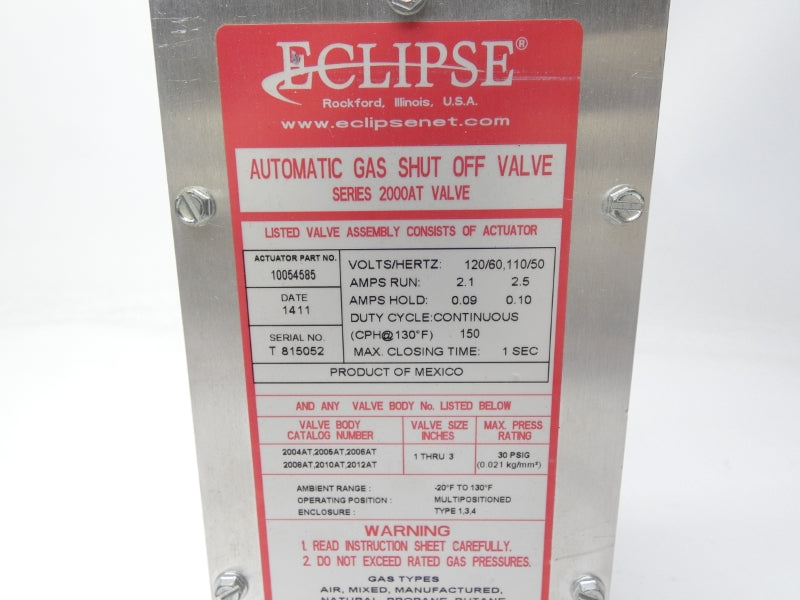 ECLIPSE®
Rockford, Illinois, U.S.A.
www.eclipsenet.com
AUTOMATIC GAS SHUT OFF VALVE
SERIES 2000AT VALVE
LISTED VALVE ASSEMBLY CONSISTS OF ACTUATOR
ACTUATOR PART NO.
10054585
DATE
1411
SERIAL NO.
T 815052
VOLTS/HERTZ: 120/60,110/50
AMPS RUN: 2.1 2.5
AMPS HOLD: 0.09 0.10
DUTY CYCLE:CONTINUOUS
(CPH@130°F) 150
MAX. CLOSING TIME: 1 SEC
PRODUCT OF MEXICO
AND ANY VALVE BODY No. LISTED BELOW
VALVE BODY
CATALOG NUMBER
VALVE SIZE
INCHES
MAX. PRESS
RATING
2004AT,2005AT,2006AT
2008AT,2010AT,2012AT
1 THRU 3
30 PSIG
(0.021 kg/mm²)
AMBIENT RANGE : -20°F TO 130°F
OPERATING POSITION : MULTIPOSITIONED
ENCLOSURE : TYPE 1,3,4
WARNING
1. READ INSTRUCTION SHEET CAREFULLY.
2. DO NOT EXCEED RATED GAS PRESSURES.
GAS TYPES
AIR, MIXED, MANUFACTURED,
NATURAL, PROPANE, BUTANE